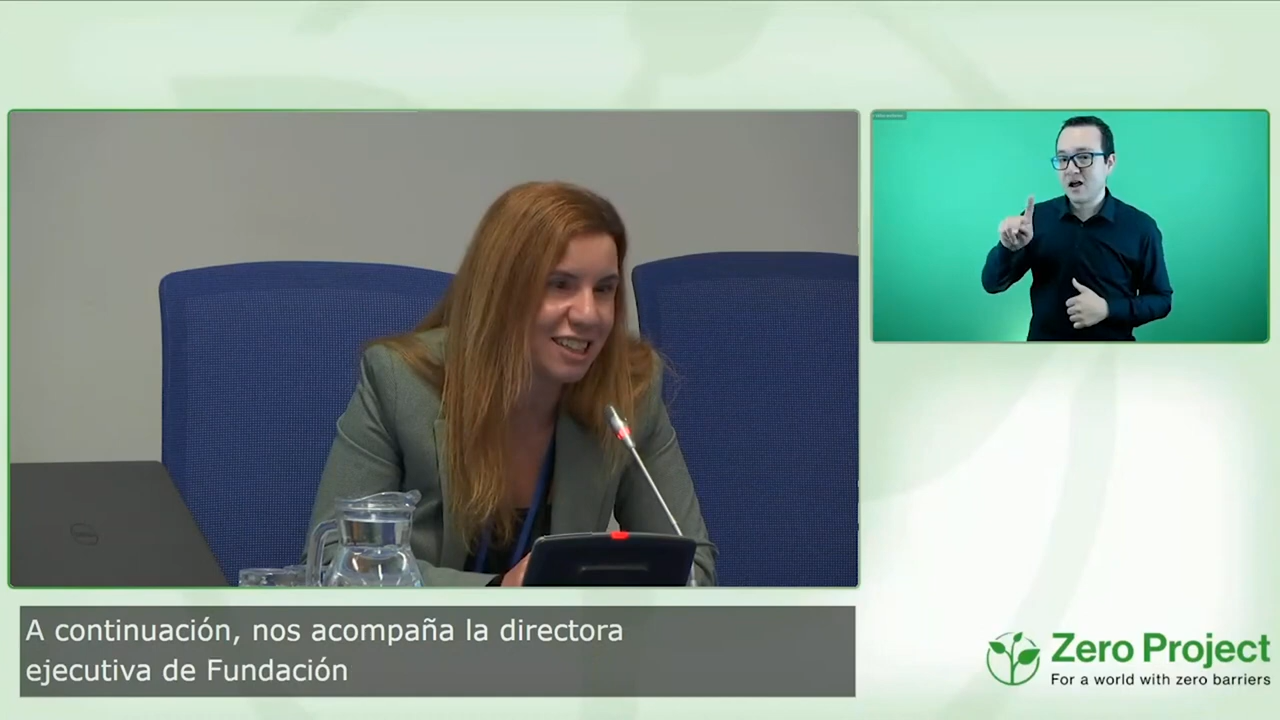 A continuación, nos acompaña la directora
ejecutiva de Fundación
Zero Project
For a world with zero barriers